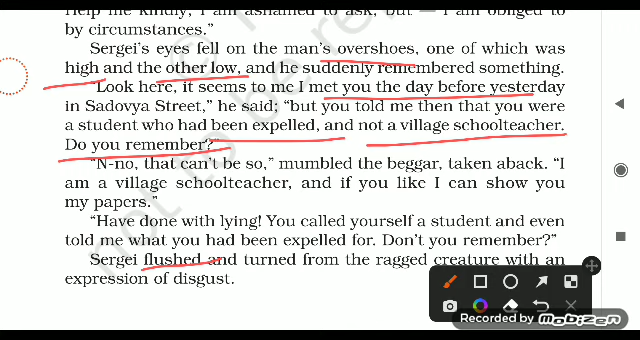 Help me kindly, I am ashamed to ask, but — I am obliged to
by circumstances."
Sergei's eyes fell on the man's overshoes, one of which was
high and the other low, and he suddenly remembered something.
"Look here, it seems to me I met you the day before yesterday
in Sadovya Street," he said; "but you told me then that you were
a student who had been expelled, and not a village schoolteacher.
Do you remember?"
"N-no, that can't be so," mumbled the beggar, taken aback. "I
am a village schoolteacher, and if you like I can show you
my papers."
"Have done with lying! You called yourself a student and even
told me what you had been expelled for. Don't you remember?"
Sergei flushed and turned from the ragged creature with an
expression of disgust.
not to be re
Recorded by mobizen